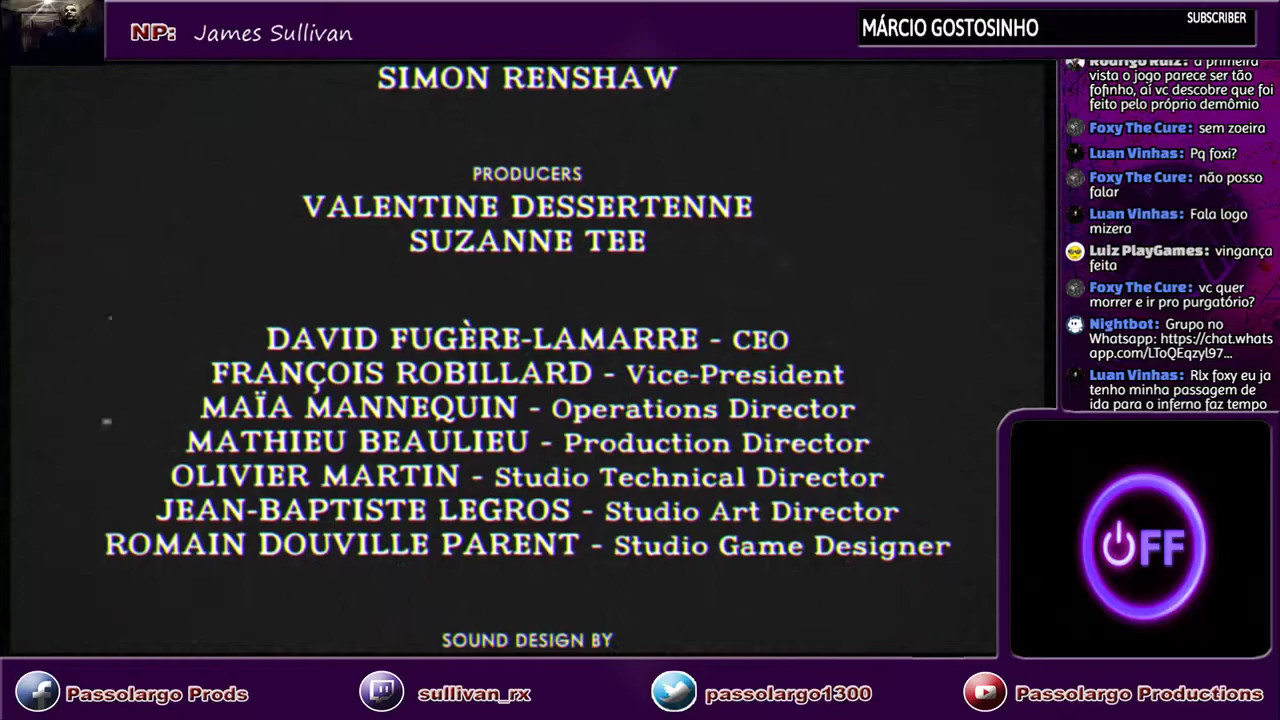 NP: James Sullivan
MÁRCIO GOSTOSINHO
SUBSCRIBER
SIMON RENSHAW
PRODUCERS
VALENTINE DESSERTENNE
SUZANNE TEE
DAVID FUGÈRE-LAMARRE - CEO
FRANÇOIS ROBILLARD - Vice-President
MAÏA MANNEQUIN - Operations Director
MATHIEU BEAULIEU - Production Director
OLIVIER MARTIN - Studio Technical Director
JEAN-BAPTISTE LEGROS - Studio Art Director
ROMAIN DOUVILLE PARENT - Studio Game Designer
SOUND DESIGN BY
Rodrigo Ruiz: a primeira
vista o jogo parece ser tão
fofinho, aí vc descobre que foi
feito pelo próprio demômio
Foxy The Cure: sem zoeira
Luan Vinhas: Pq foxi?
Foxy The Cure: não posso
falar
Luan Vinhas: Fala logo
mizera
Luiz PlayGames: vingança
feita
Foxy The Cure: vc quer
morrer e ir pro purgatório?
Nightbot: Grupo no
Whatsapp: https://chat.whats
app.com/LToQEqzyl97...
Luan Vinhas: Rlx foxy eu ja
tenho minha passagem de
ida para o inferno faz tempo
OFF
Passolargo Prods
sullivan_rx
passolargo1300
Passolargo Productions